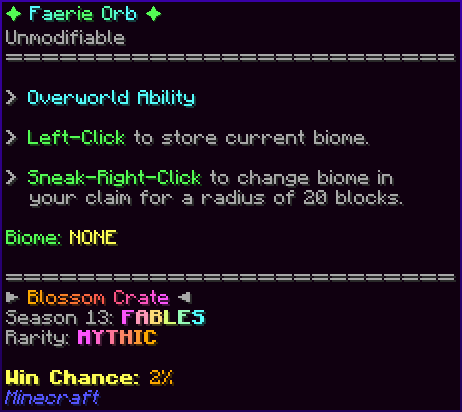 ✦ Faerie Orb ✦
Unmodifiable
====================================
> Overworld Ability
> Left-Click to store current biome.
> Sneak-Right-Click to change biome in
your claim for a radius of 20 blocks.
Biome: NONE
====================================
► Blossom Crate ◄
Season 13: FABLES
Rarity: MYTHIC
Win Chance: 2%
Minecraft